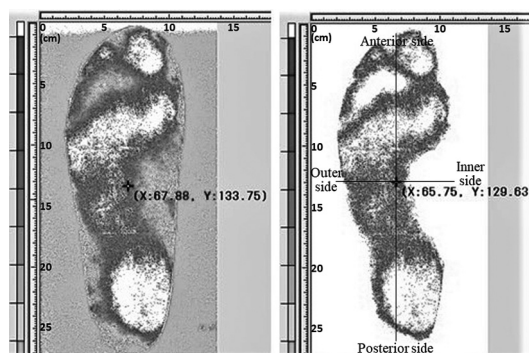 0 5 10 15
(cm)
5
10
(X:67.88, Y:133.75)
15
20
25
0 5 10 15
(cm)
Anterior side
5
10
Outer side
Inner side
(X:65.75, Y:129.63
15
20
25
Posterior side